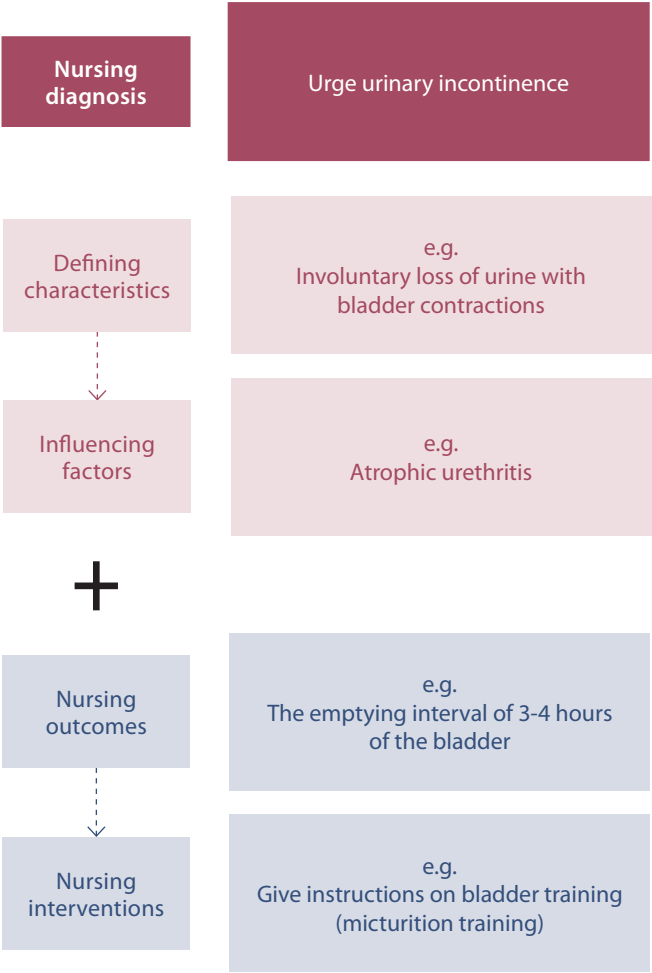 Nursing
diagnosis
Urge urinary incontinence
Defining
characteristics
e.g.
Involuntary loss of urine with
bladder contractions
Influencing
factors
e.g.
Atrophic urethritis
+
Nursing
outcomes
e.g.
The emptying interval of 3-4 hours
of the bladder
Nursing
interventions
e.g.
Give instructions on bladder training
(micturition training)